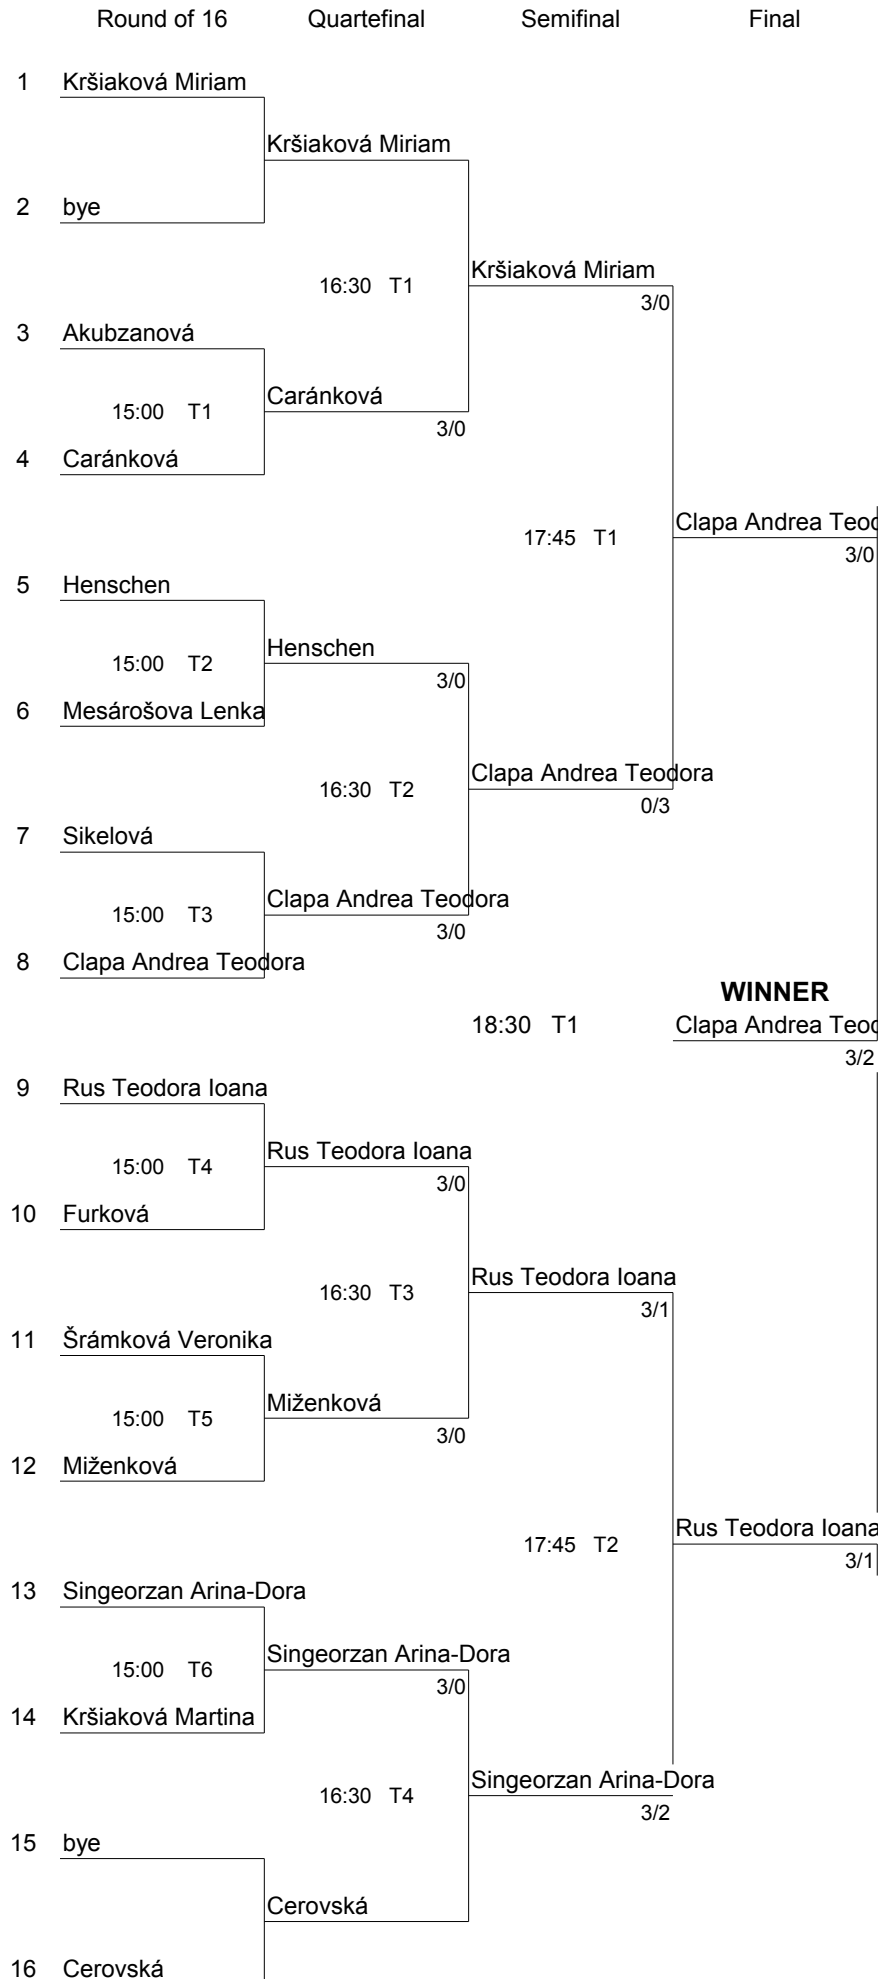 Round of 16 Quartefinal Semifinal Final
1 Kršiaková Miriam
Kršiaková Miriam
2 bye
Kršiaková Miriam
16:30 T1
3/0
3 Akubzanová
Caránková
15:00 T1
3/0
4 Caránková
Clapa Andrea Teod
17:45 T1
3/0
5 Henschen
Henschen
15:00 T2
3/0
6 Mesárošova Lenka
Clapa Andrea Teodora
16:30 T2
0/3
7 Sikelová
Clapa Andrea Teodora
15:00 T3
3/0
8 Clapa Andrea Teodora
WINNER
18:30 T1 Clapa Andrea Teod
3/2
9 Rus Teodora Ioana
Rus Teodora Ioana
15:00 T4
3/0
10 Furková
Rus Teodora Ioana
16:30 T3
3/1
11 Šrámková Veronika
Miženková
15:00 T5
3/0
12 Miženková
Rus Teodora Ioana
17:45 T2
3/1
13 Singeorzan Arina-Dora
Singeorzan Arina-Dora
15:00 T6
3/0
14 Kršiaková Martina
Singeorzan Arina-Dora
16:30 T4
3/2
15 bye
Cerovská
16 Cerovská